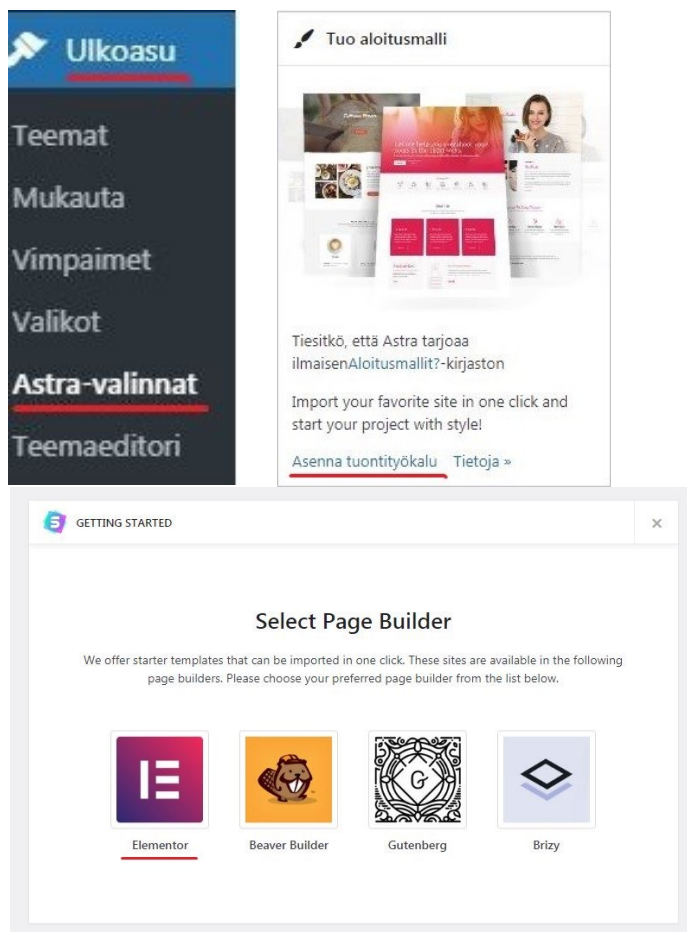 Ulkoasu
Teemat
Mukauta
Vimpaimet
Valikot
Astra-valinnat
Teemaeditori
Tuo aloitusmalli
Tiesitkö, että Astra tarjoaa
ilmaisenAloitusmallit?-kirjaston
Import your favorite site in one click and
start your project with style!
Asenna tuontityökalu Tietoja »
GETTING STARTED
Select Page Builder
We offer starter templates that can be imported in one click. These sites are available in the following
page builders. Please choose your preferred page builder from the list below.
G
Elementor
Beaver Builder
Gutenberg
Brizy